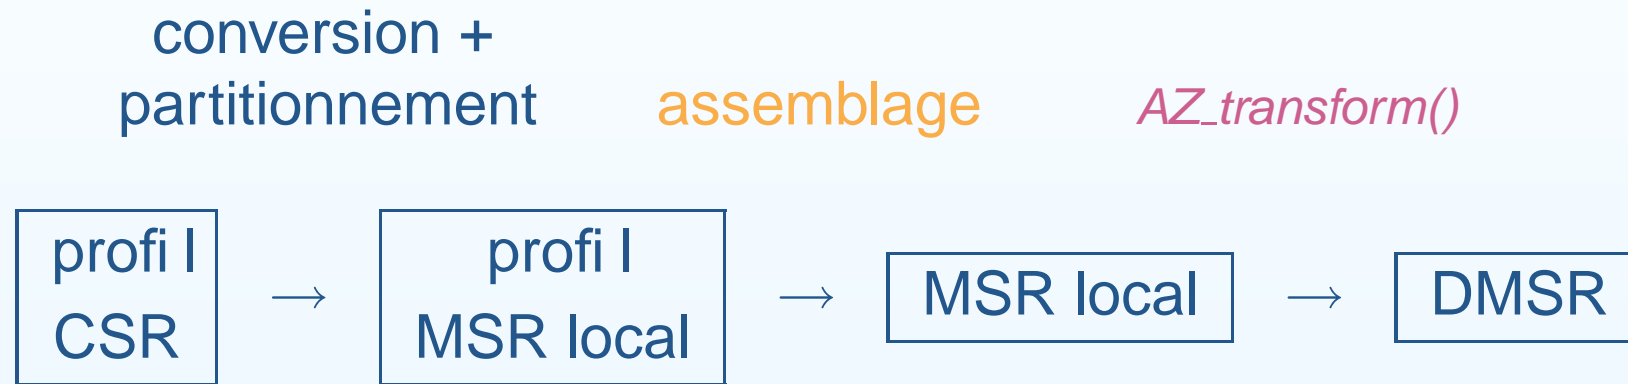 conversion +
partitionnement assemblage AZ_transform()
profi l profi l
→ → MSR local → DMSR
CSR MSR local